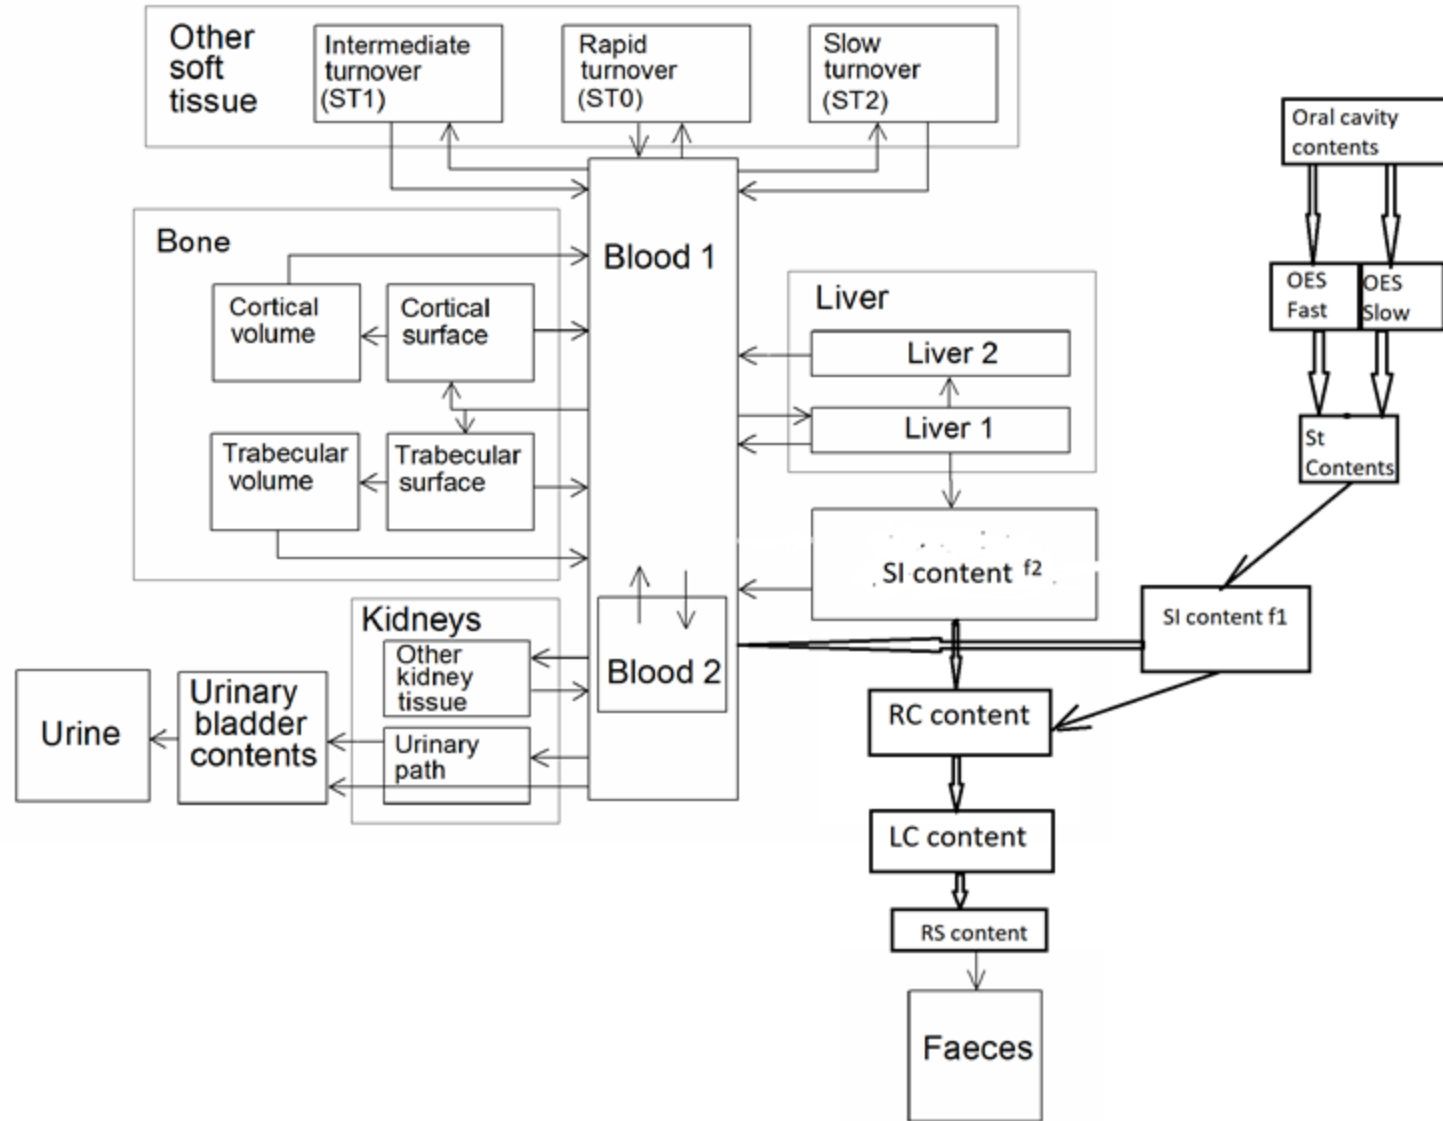 Other
soft
tissue
Intermediate
turnover
(ST1)
Rapid
turnover
(ST0)
Slow
turnover
(ST2)
Oral cavity
contents
OES
Fast
OES
Slow
St
Contents
Blood 1
Bone
Cortical
volume
Cortical
surface
Trabecular
volume
Trabecular
surface
Liver
Liver 2
Liver 1
SI content f2
SI content f1
Kidneys
Other
kidney
tissue
Blood 2
Urinary
path
Urinary
bladder
contents
Urine
RC content
LC content
RS content
Faeces